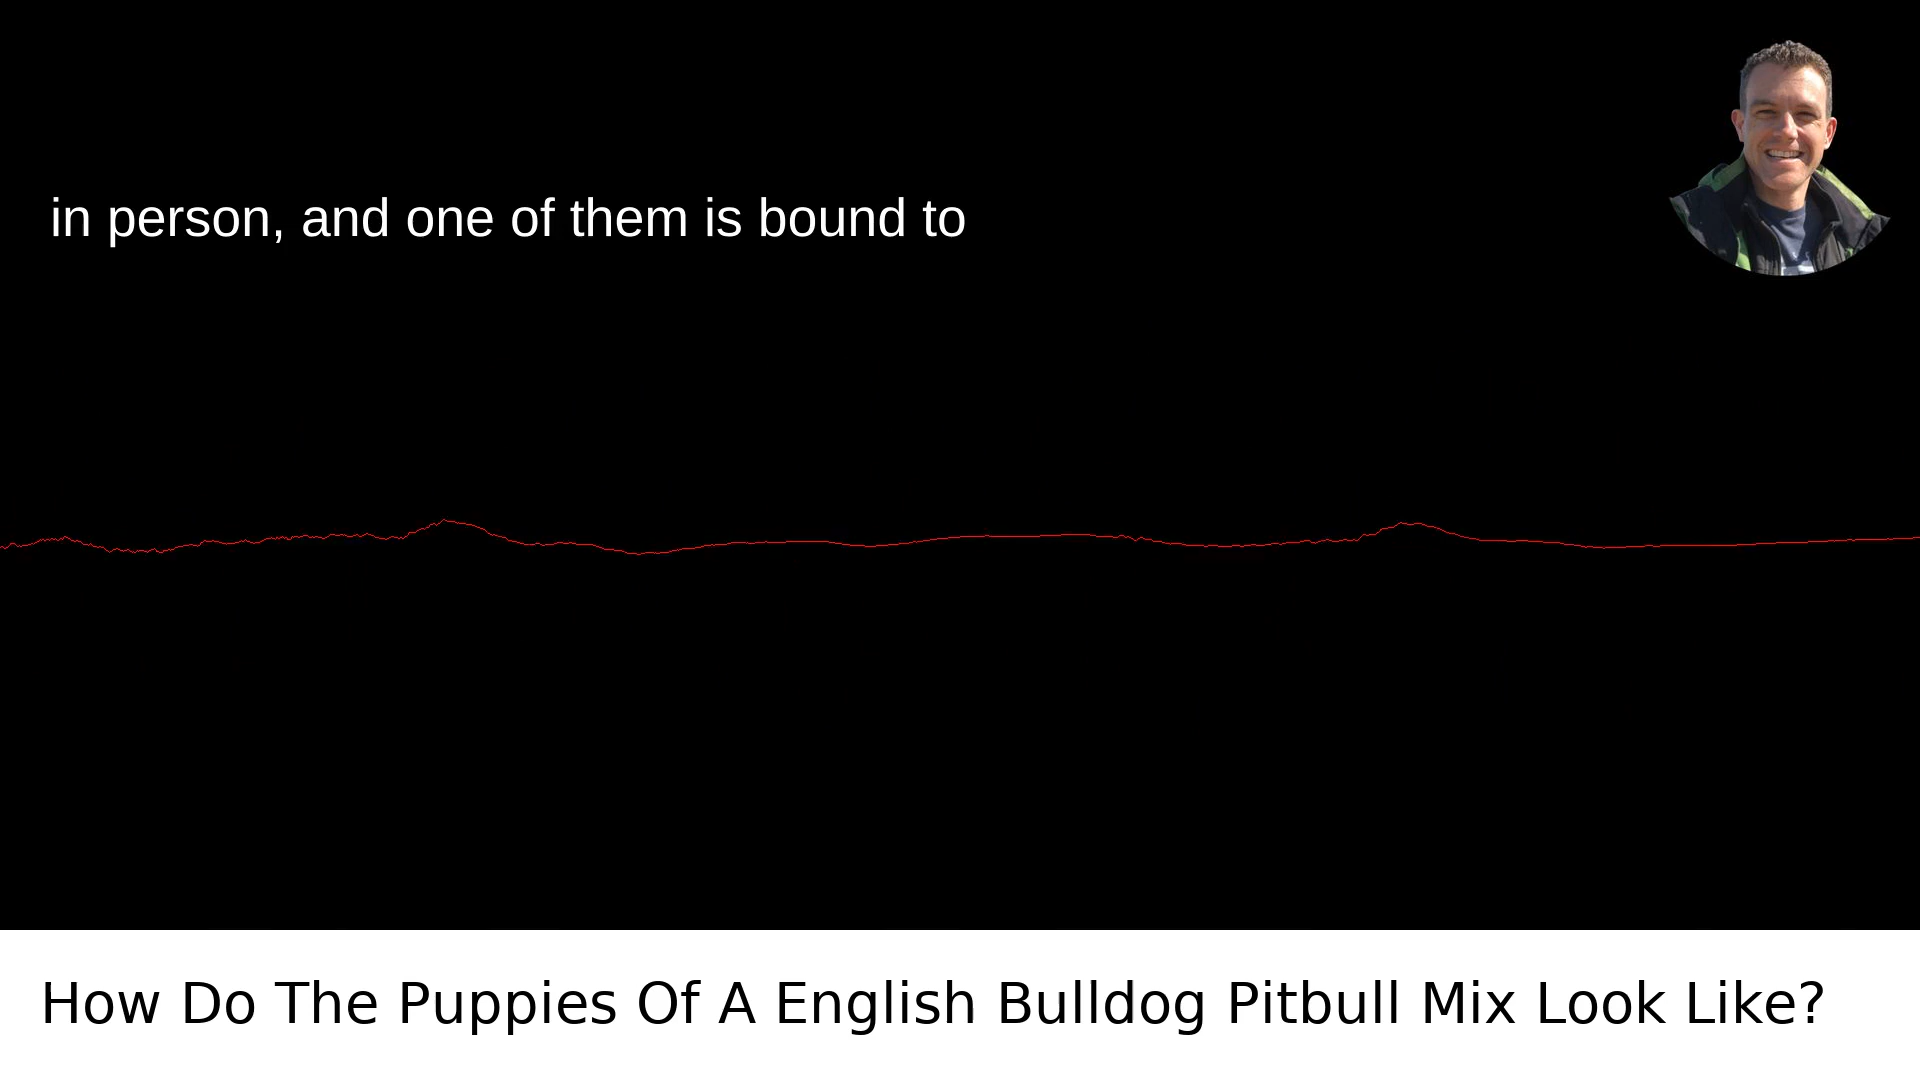 in person, and one of them is bound to
How Do The Puppies Of A English Bulldog Pitbull Mix Look Like?